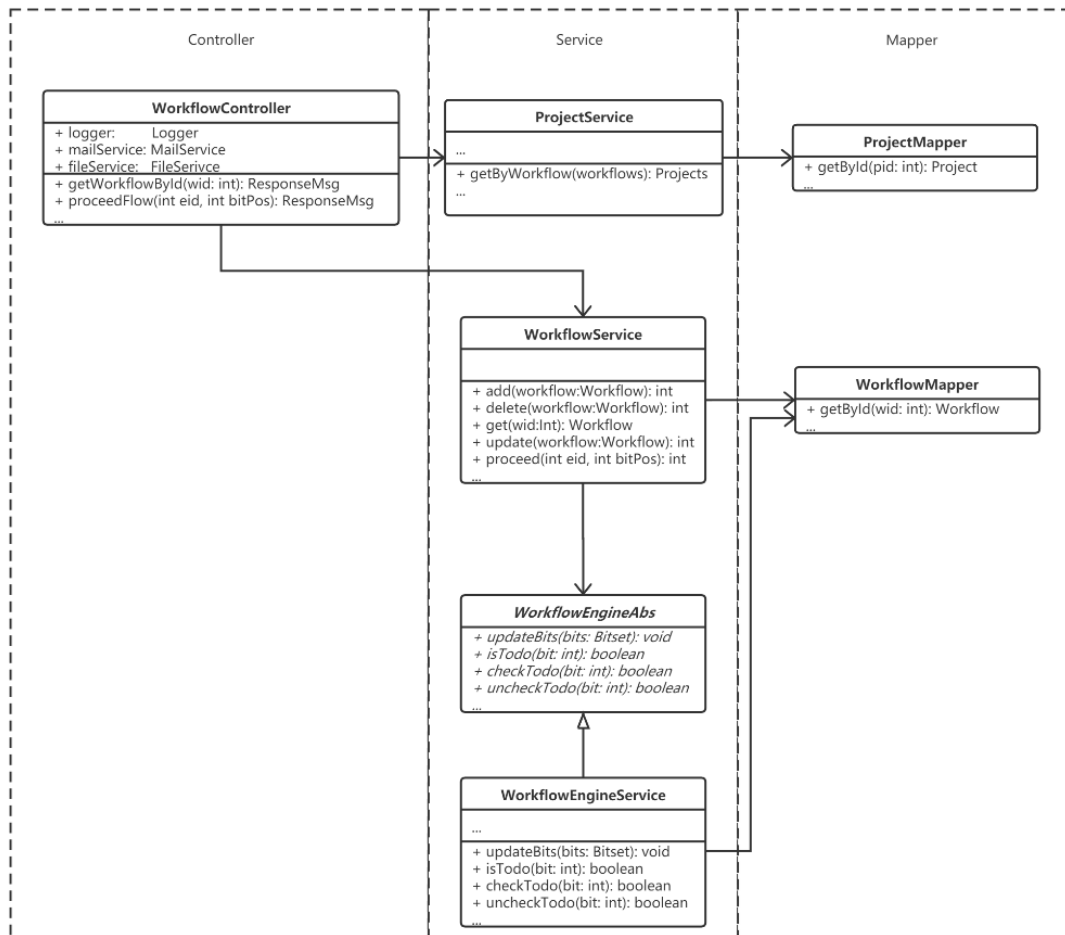 Controller
Service
Mapper
WorkflowController
+ logger: Logger
+ mailService: MailService
+ fileService: FileSerivce
+ getWorkflowById(wid: int): ResponseMsg
+ proceedFlow(int eid, int bitPos): ResponseMsg
...
ProjectService
...
+ getByWorkflow(workflows): Projects
...
ProjectMapper
+ getById(pid: int): Project
...
WorkflowService
+ add(workflow:Workflow): int
+ delete(workflow:Workflow): int
+ get(wid:Int): Workflow
+ update(workflow:Workflow): int
+ proceed(int eid, int bitPos): int
...
WorkflowMapper
+ getById(wid: int): Workflow
...
WorkflowEngineAbs
+ updateBits(bits: Bitset): void
+ isTodo(bit: int): boolean
+ checkTodo(bit: int): boolean
+ uncheckTodo(bit: int): boolean
...
WorkflowEngineService
...
+ updateBits(bits: Bitset): void
+ isTodo(bit: int): boolean
+ checkTodo(bit: int): boolean
+ uncheckTodo(bit: int): boolean
...